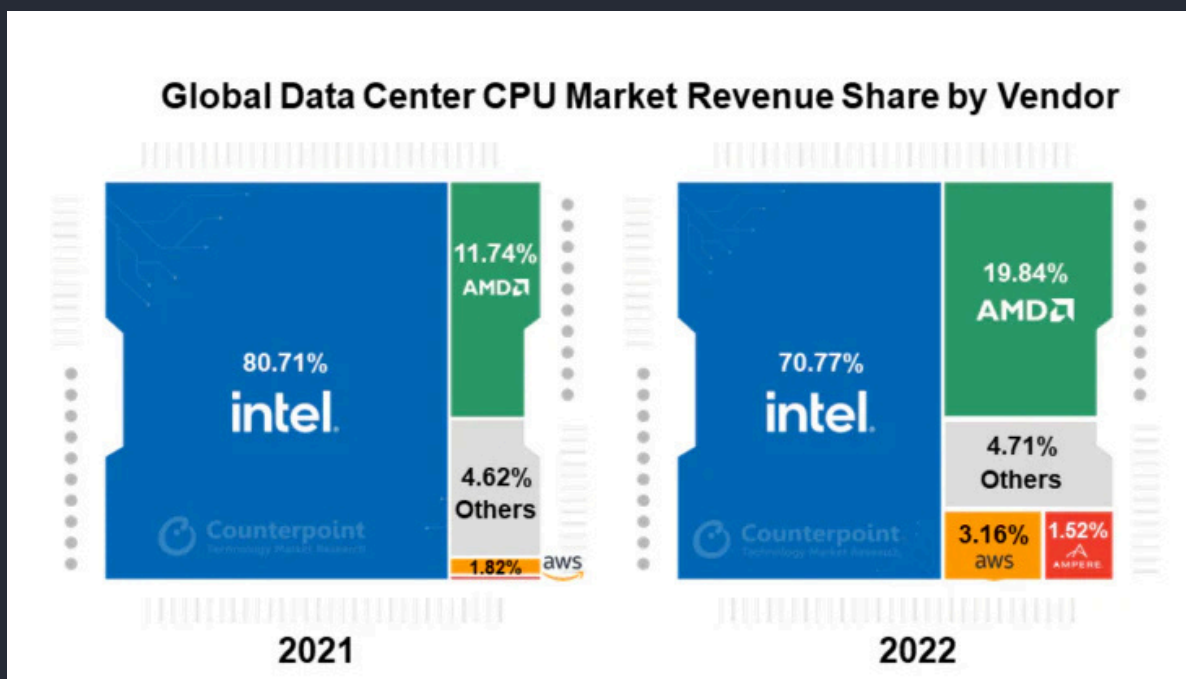 Global Data Center CPU Market Revenue Share by Vendor
80.71%
intel.
11.74%
AMD
4.62%
Others
1.82%
aws
Counterpoint
Technology Market Research
2021
70.77%
intel.
19.84%
AMD
4.71%
Others
3.16%
aws
1.52%
AMPERE
Counterpoint
Technology Market Research
2022